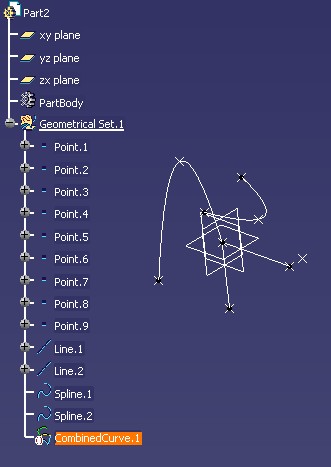 Part2
xy plane
yz plane
zx plane
PartBody
Geometrical Set.1
Point.1
Point.2
Point.3
Point.4
Point.5
Point.6
Point.7
Point.8
Point.9
Line.1
Line.2
Spline.1
Spline.2
CombinedCurve.1